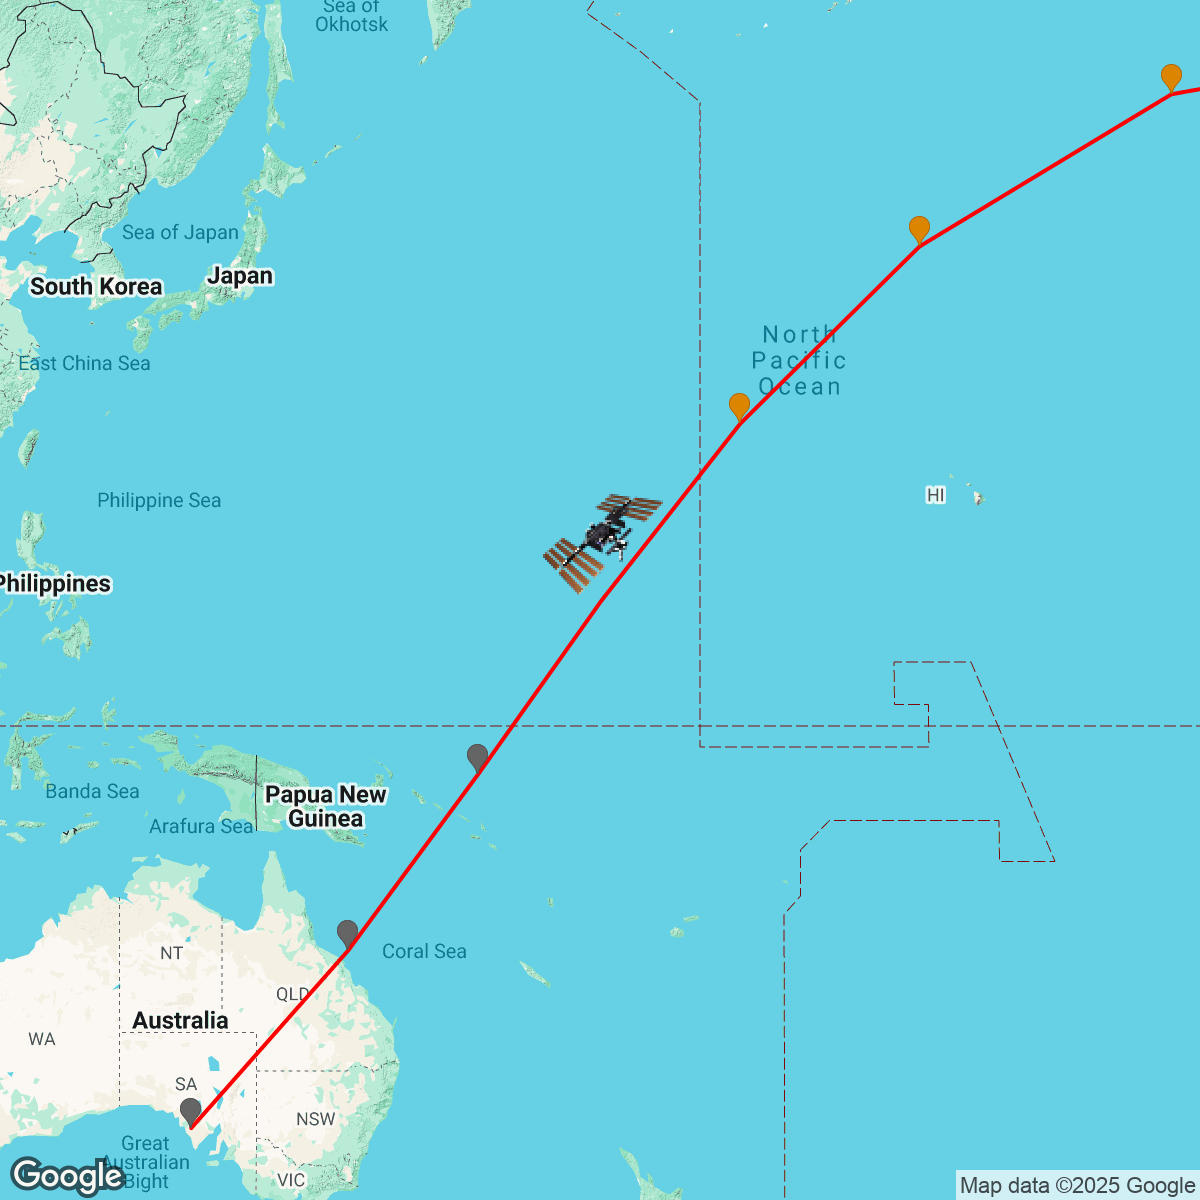 Sea of
Okhotsk
Sea of Japan
Japan
South Korea
East China Sea
North
Pacific
Ocean
Philippine Sea
HI
Philippines
Banda Sea
Papua New
Guinea
Arafura Sea
Coral Sea
NT
QLD
Australia
WA
SA
NSW
Great
Australian
Bight
VIC
Google
Map data ©2025 Google